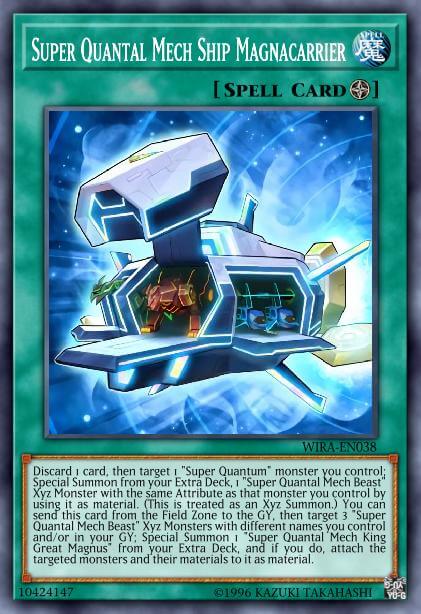 SUPER QUANTAL MECH SHIP MAGNACARRIER
SPELL
魔
[SPELL CARD]
WIRA-EN038
Discard 1 card, then target 1 "Super Quantum" monster you control;
Special Summon from your Extra Deck, 1 "Super Quantal Mech Beast"
Xyz Monster with the same Attribute as that monster you control by
using it as material. (This is treated as an Xyz Summon.) You can
send this card from the Field Zone to the GY, then target 3 "Super
Quantal Mech Beast" Xyz Monsters with different names you control
and/or in your GY; Special Summon 1 "Super Quantal Mech King
Great Magnus" from your Extra Deck, and if you do, attach the
targeted monsters and their materials to it as material.
10424147
©1996 KAZUKI TAKAHASHI